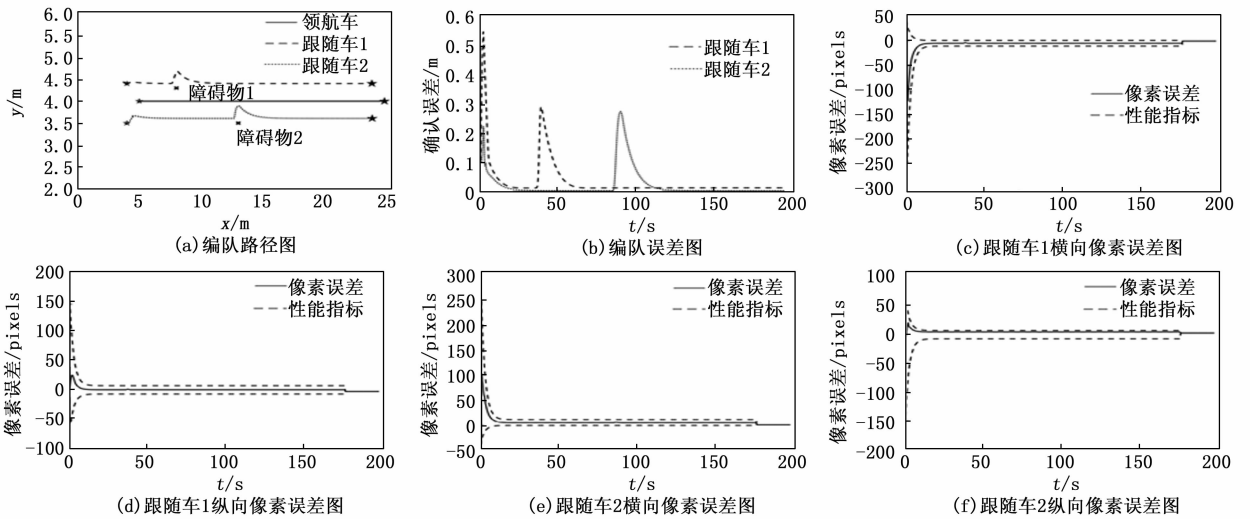 6.0
5.5
5.0
4.5
4.0
3.5
3.0
2.5
2.0
y/m
领航车
跟随车1
跟随车2
障碍物1
障碍物2
0 5 10 15 20 25
x/m
(a)编队路径图
0.6
0.5
0.4
0.3
0.2
0.1
0
确认误差/m
跟随车1
跟随车2
0 50 100 150 200
t/s
(b)编队误差图
50
0
-50
-100
-150
-200
-250
-300
像素误差/pixels
像素误差
性能指标
0 50 100 150 200
t/s
(c)跟随车1横向像素误差图
200
150
100
50
0
-50
-100
像素误差/pixels
像素误差
性能指标
0 50 100 150 200
t/s
(d)跟随车1纵向像素误差图
300
250
200
150
100
50
0
-50
像素误差/pixels
像素误差
性能指标
0 50 100 150 200
t/s
(e)跟随车2横向像素误差图
100
50
0
-50
-100
-150
-200
像素误差/pixels
像素误差
性能指标
0 50 100 150 200
t/s
(f)跟随车2纵向像素误差图